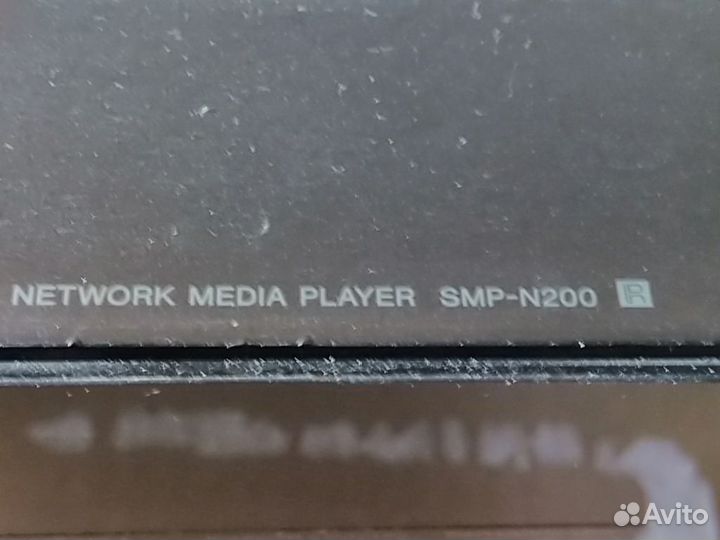 NETWORK MEDIA PLAYER SMP-N200 R
Avito